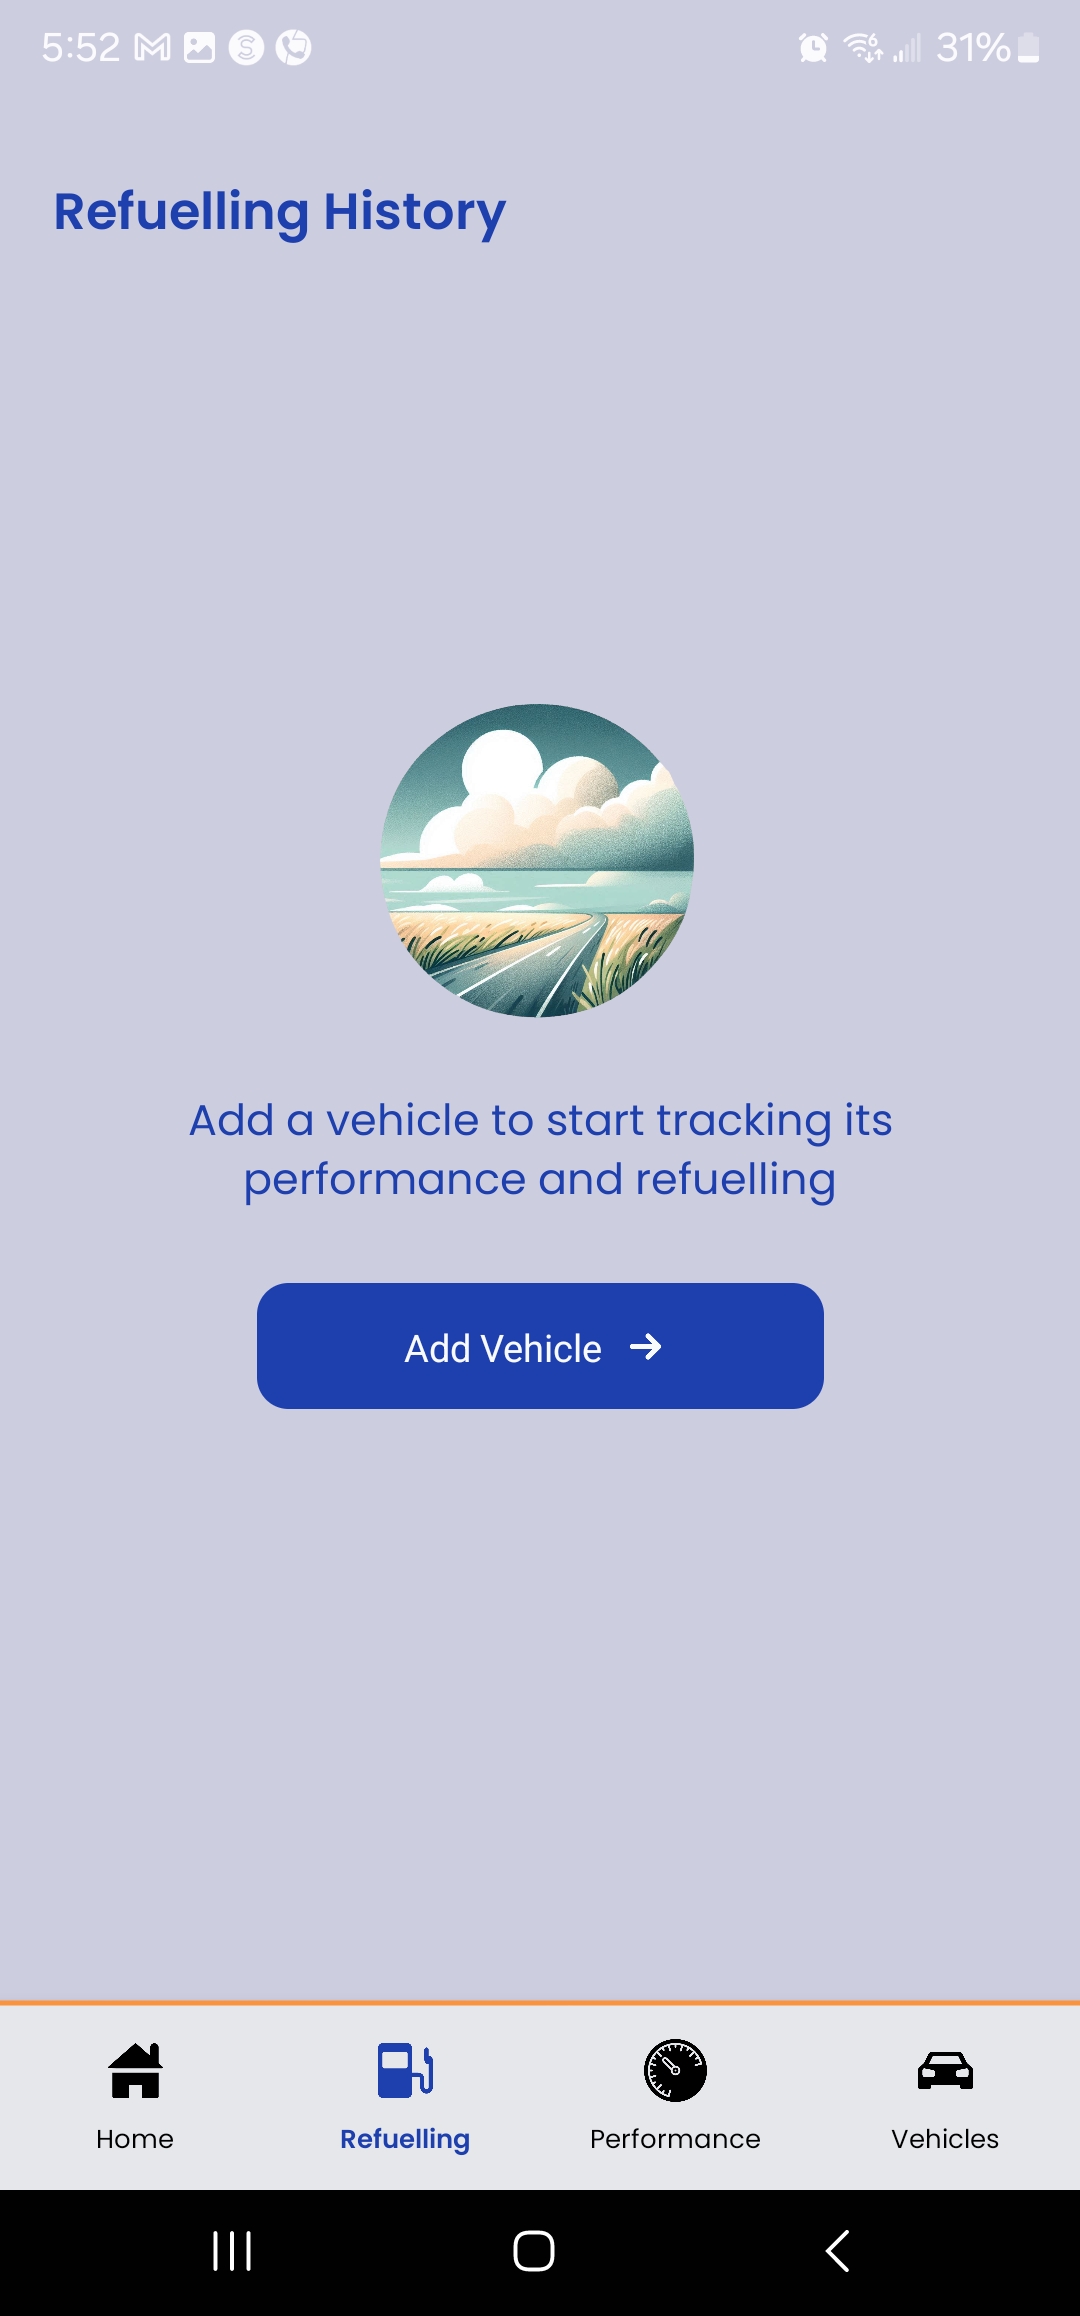 5:52 31%
Refuelling History
Add a vehicle to start tracking its
performance and refuelling
Add Vehicle
Home Refuelling Performance Vehicles